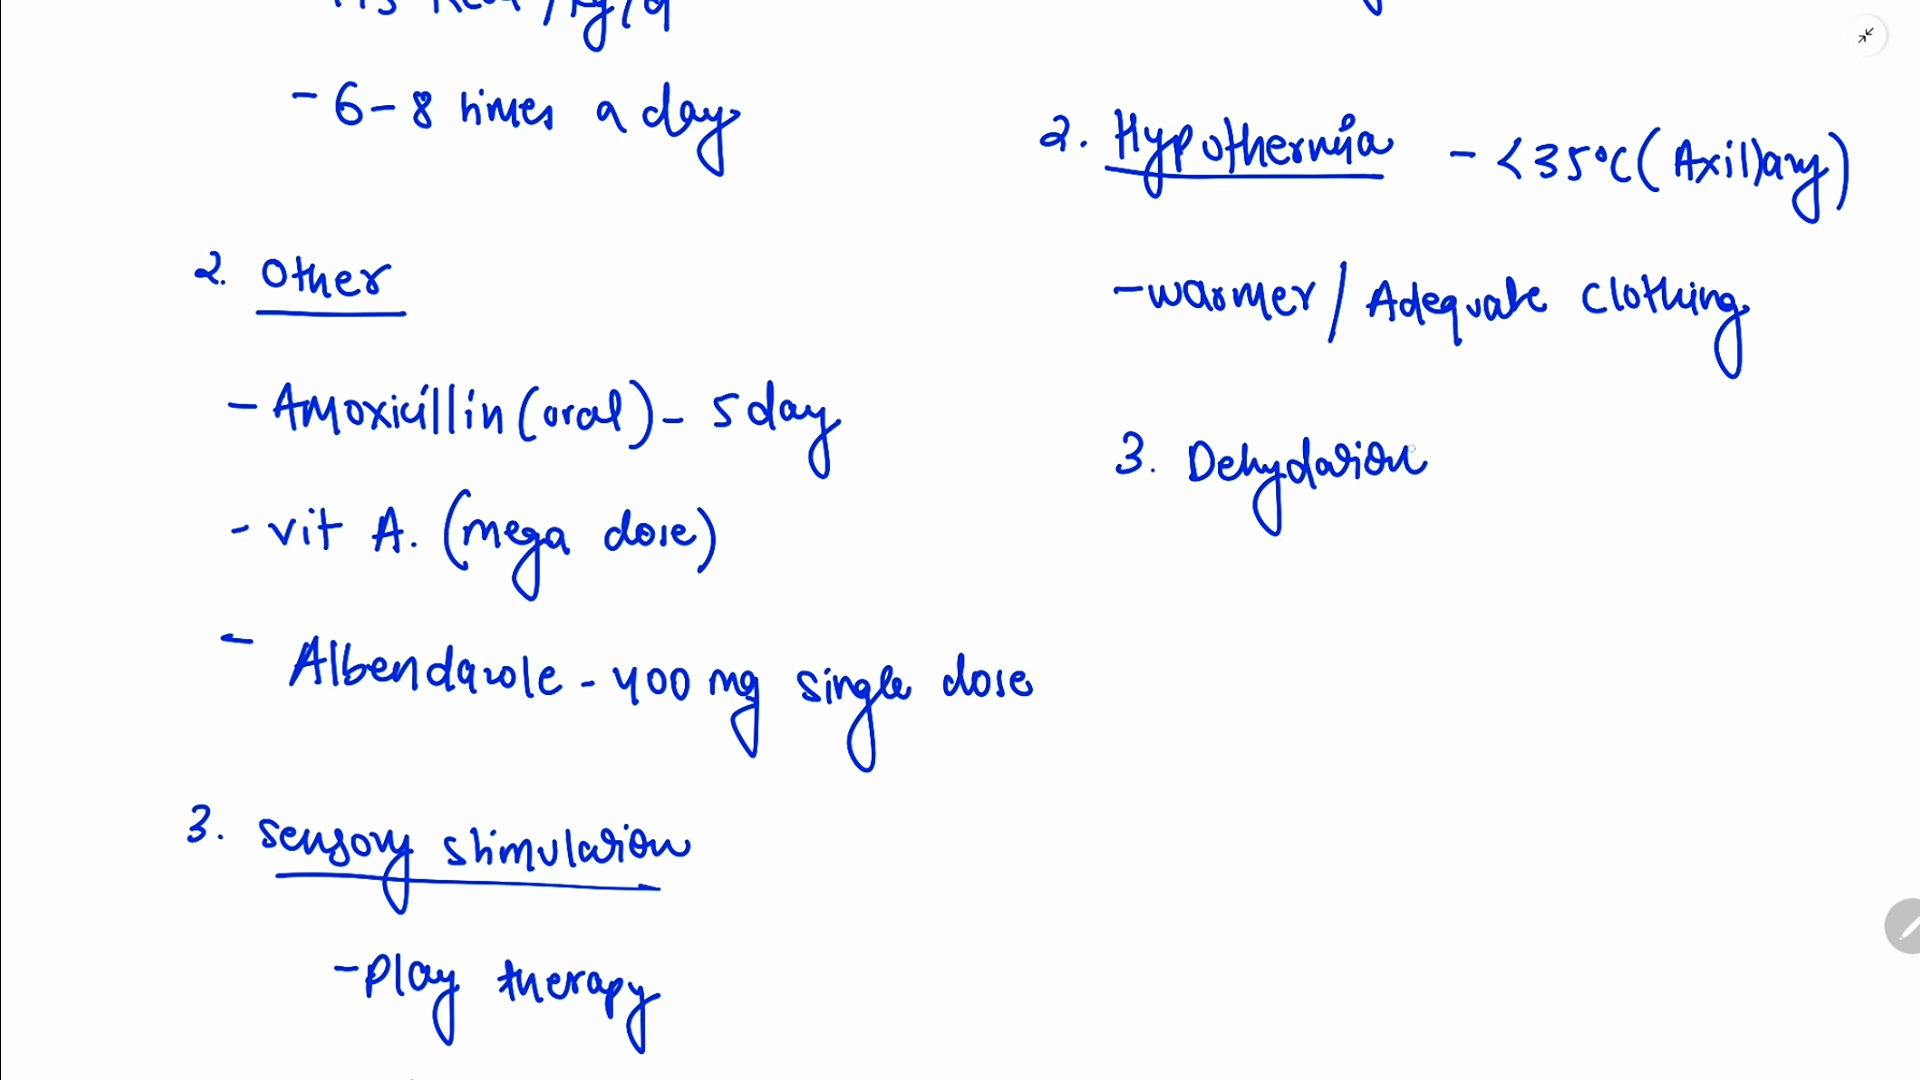 - 6-8 times a day
2. Other
- Amoxicillin (oral) - 5 day
- vit A. (mega dose)
- Albendazole - 400 mg single dose
3. Sensory stimulation
- Play therapy
2. Hypothermia - <35°C (Axillary)
- warmer / Adequate clothing
3. Dehydation